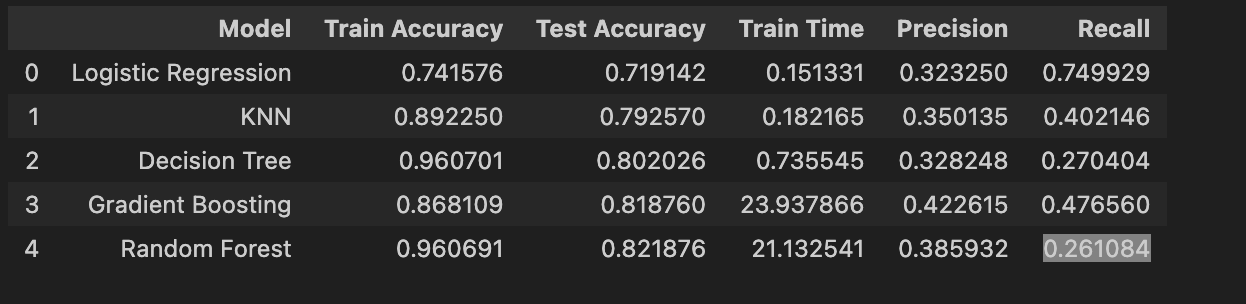 Model Train Accuracy Test Accuracy Train Time Precision Recall
0 Logistic Regression 0.741576 0.719142 0.151331 0.323250 0.749929
1 KNN 0.892250 0.792570 0.182165 0.350135 0.402146
2 Decision Tree 0.960701 0.802026 0.735545 0.328248 0.270404
3 Gradient Boosting 0.868109 0.818760 23.937866 0.422615 0.476560
4 Random Forest 0.960691 0.821876 21.132541 0.385932 0.261084